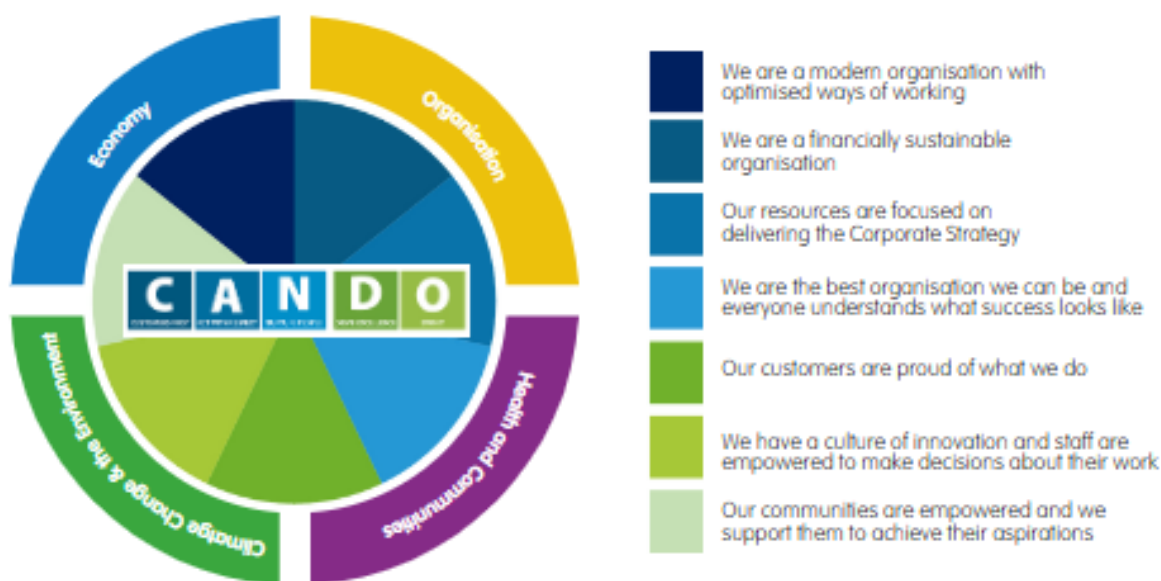 Economy
Organisation
C A N D O
Climatge Change & the Environment
Health and Communities
We are a modern organisation with
optimised ways of working
We are a financially sustainable
organisation
Our resources are focused on
delivering the Corporate Strategy
We are the best organisation we can be and
everyone understands what success looks like
Our customers are proud of what we do
We have a culture of innovation and staff are
empowered to make decisions about their work
Our communities are empowered and we
support them to achieve their aspirations